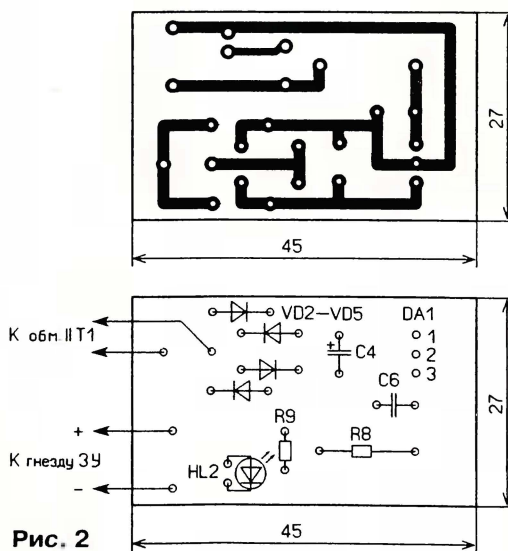 27
45
К обм. II Т1
VD2–VD5
DA1
1
2
3
+
C4
C6
27
+
К гнезду ЗУ
–
HL2
R9
R8
45
Рис. 2